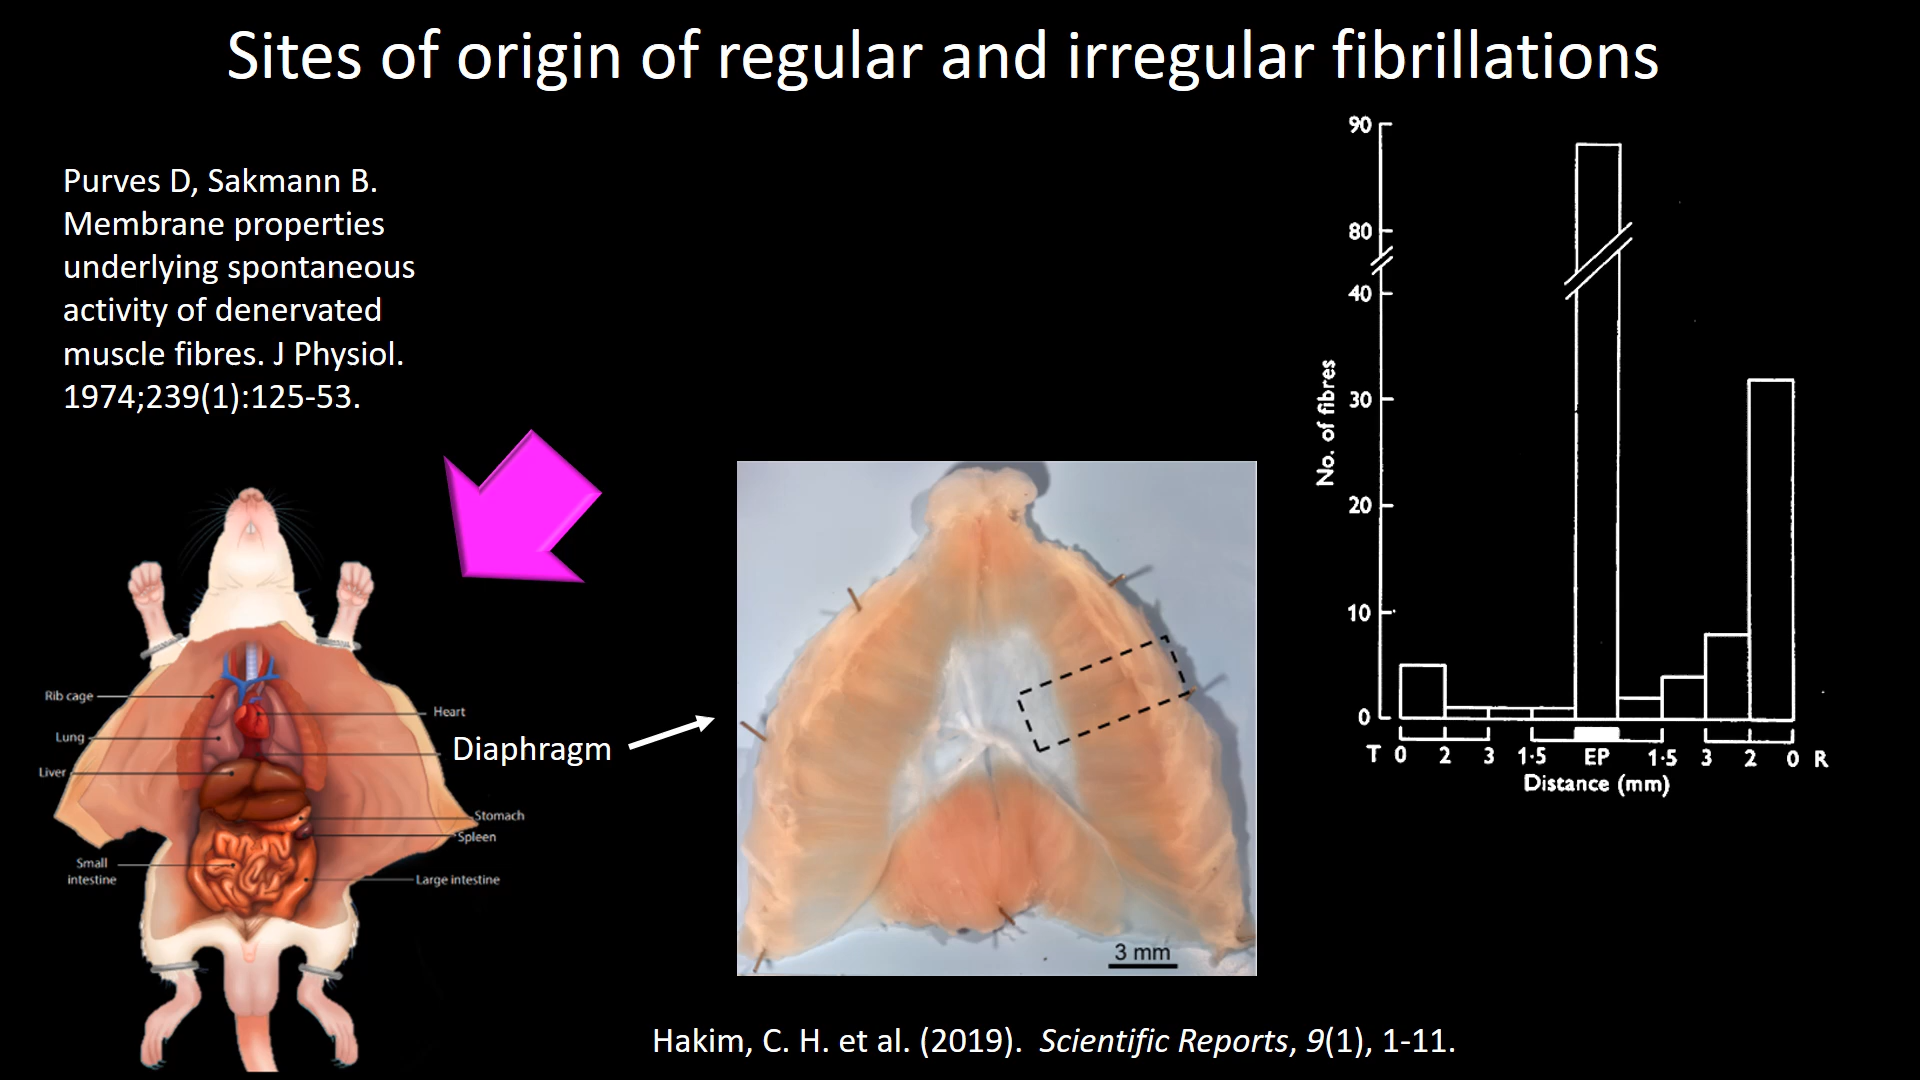 Sites of origin of regular and irregular fibrillations
Purves D, Sakmann B.
Membrane properties
underlying spontaneous
activity of denervated
muscle fibres. J Physiol.
1974;239(1):125-53.
Rib cage
Lung
Liver
Small
intestine
Heart
Diaphragm
Stomach
Spleen
Large intestine
3 mm
90
80
40
30
20
10
0
No. of fibres
T 0 2 3 1·5 EP 1·5 3 2 0 R
Distance (mm)
Hakim, C. H. et al. (2019). Scientific Reports, 9(1), 1-11.